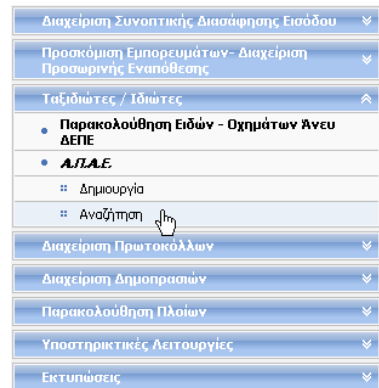 Διαχείριση Συνοπτικής Διασάφησης Εισόδου
Προσκόμιση Εμπορευμάτων- Διαχείριση
Προσωρινής Εναπόθεσης
Ταξιδιώτες / Ιδιώτες
Παρακολούθηση Ειδών - Οχημάτων Άνευ
ΔΕΠΕ
Α.Π.Α.Ε.
Δημιουργία
Αναζήτηση
Διαχείριση Πρωτοκόλλων
Διαχείριση Δημοπρασιών
Παρακολούθηση Πλοίων
Υποστηρικτικές Λειτουργίες
Εκτυπώσεις